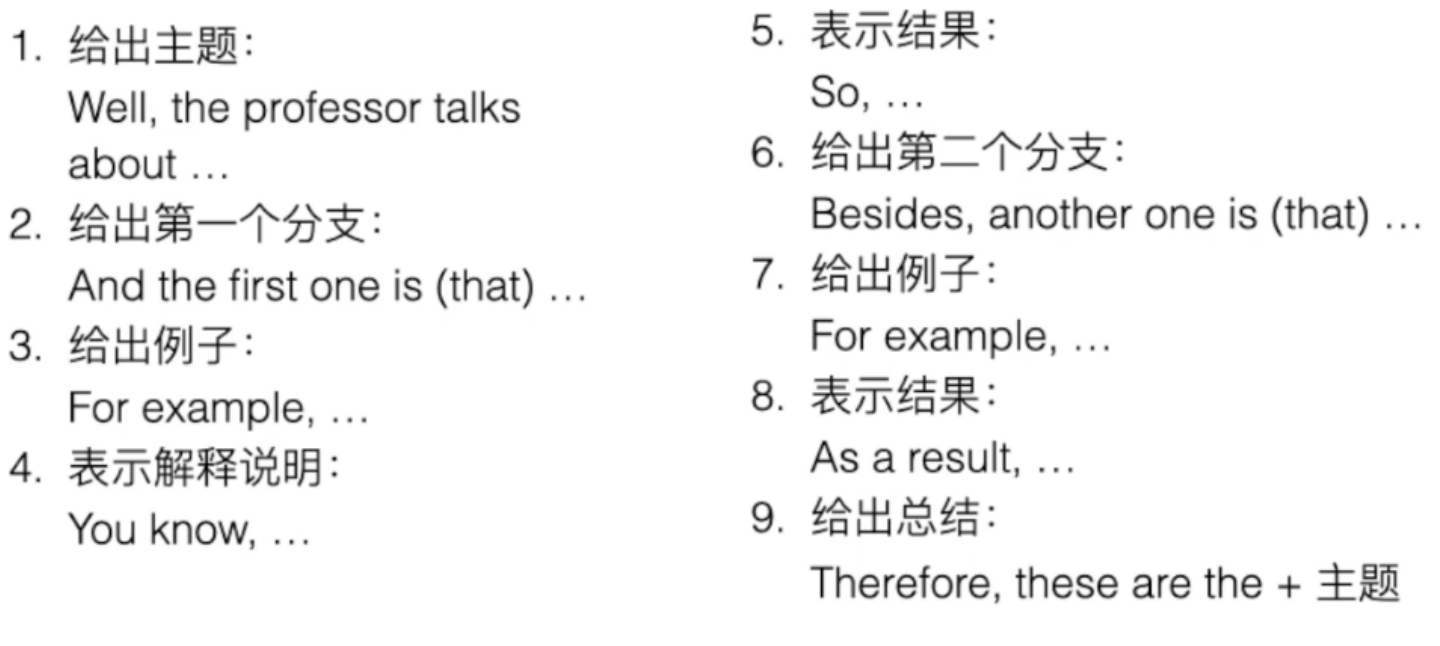 1. 给出主题：
Well, the professor talks
about …
2. 给出第一个分支：
And the first one is (that) …
3. 给出例子：
For example, …
4. 表示解释说明：
You know, …
5. 表示结果：
So, …
6. 给出第二个分支：
Besides, another one is (that) …
7. 给出例子：
For example, …
8. 表示结果：
As a result, …
9. 给出总结：
Therefore, these are the + 主题